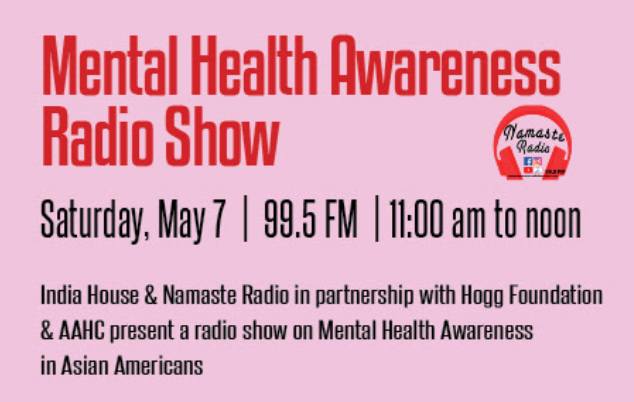 Mental Health Awareness
Radio Show
Namaste
Radio
Saturday, May 7 | 99.5 FM | 11:00 am to noon
India House & Namaste Radio in partnership with Hogg Foundation
& AAHC present a radio show on Mental Health Awareness
in Asian Americans